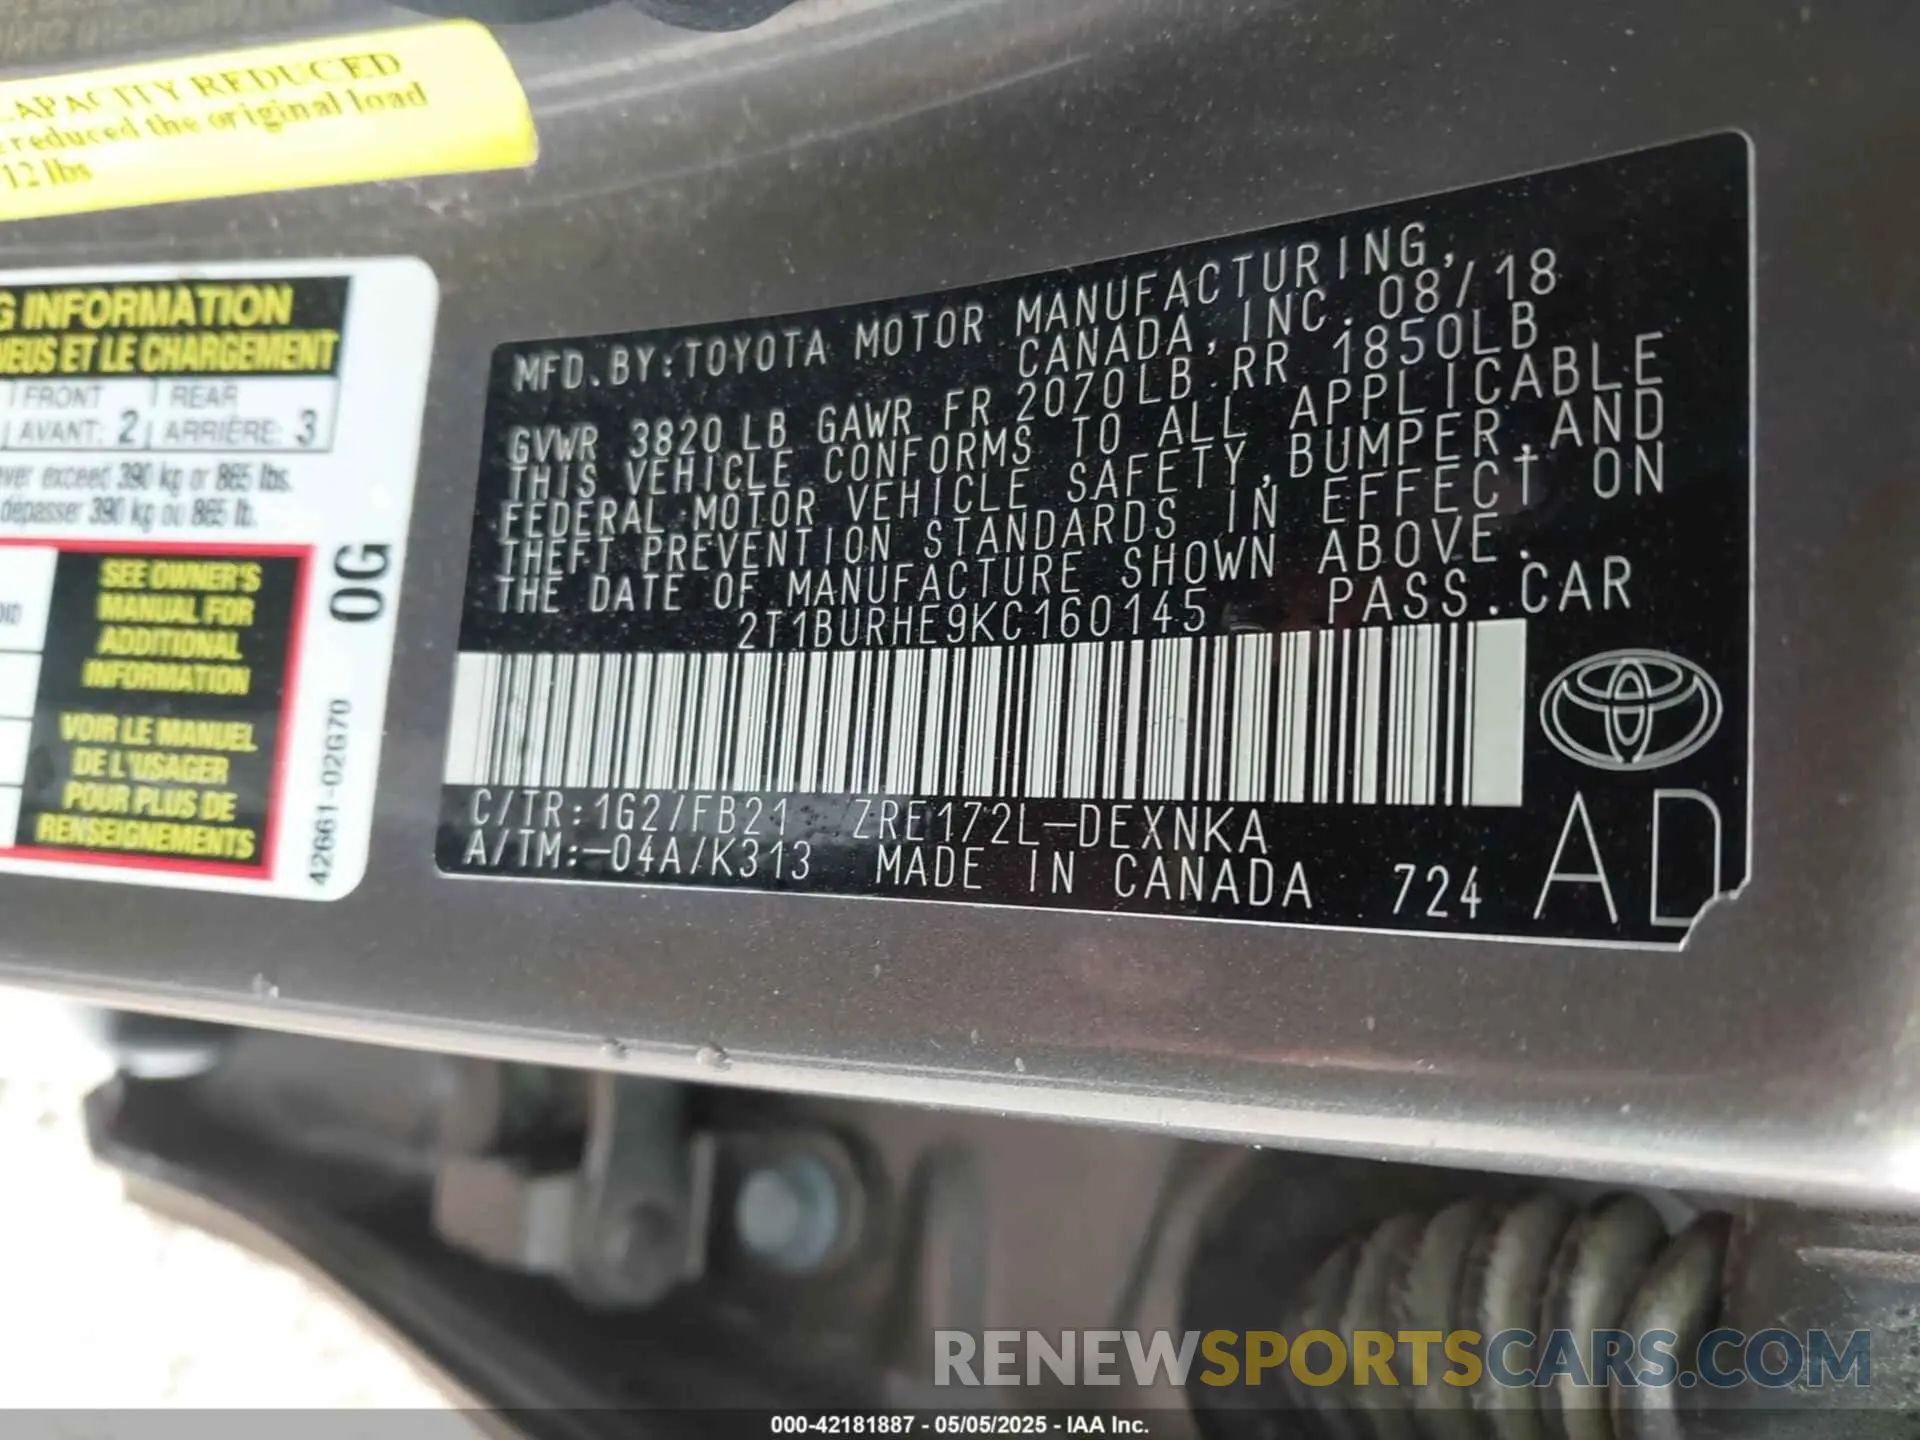 CAPACITY REDUCED
reduced the original load
12 lbs
G INFORMATION
NEUS ET LE CHARGEMENT
FRONT REAR
AVANT: 2 ARRIÈRE: 3
ver exceed 390 kg or 865 lbs.
dépasser 390 kg ou 865 lb.
SEE OWNER'S
MANUAL FOR
ADDITIONAL
INFORMATION
VOIR LE MANUEL
DE L'USAGER
POUR PLUS DE
RENSEIGNEMENTS
0G
42661-02G70
MFD. BY: TOYOTA MOTOR MANUFACTURING,
CANADA, INC. 08/18
GVWR 3820 LB GAWR FR 2070LB RR 1850LB
THIS VEHICLE CONFORMS TO ALL APPLICABLE
FEDERAL MOTOR VEHICLE SAFETY, BUMPER, AND
THEFT PREVENTION STANDARDS IN EFFECT ON
THE DATE OF MANUFACTURE SHOWN ABOVE.
2T1BURHE9KC160145 PASS. CAR
C/TR: 1G2/FB21 ZRE172L-DEXNKA
A/TM:-04A/K313 MADE IN CANADA 724
AD
RENEWSPORTSCARS.COM
000-42181887 - 05/05/2025 - IAA Inc.